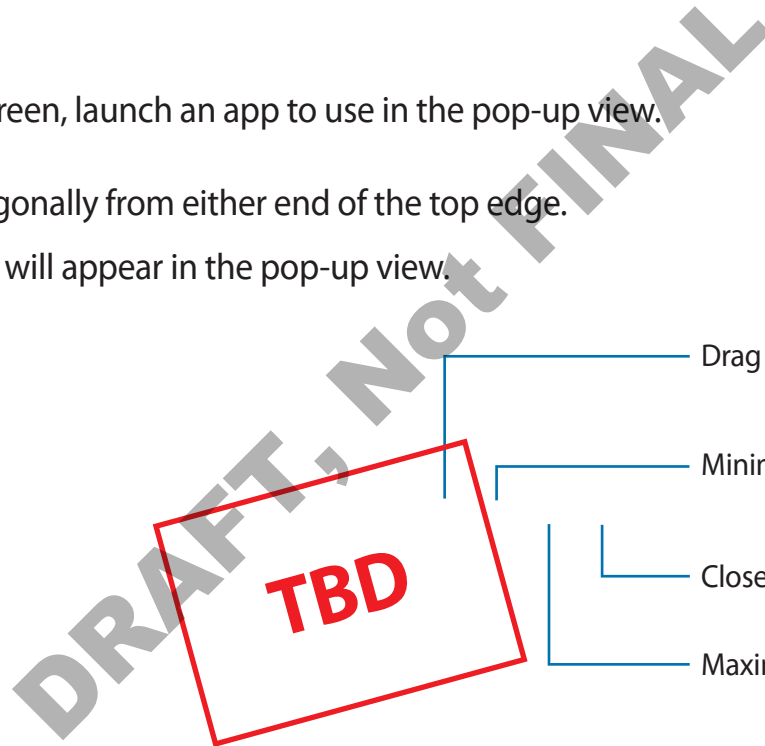 reen, launch an app to use in the pop-up view.
gonally from either end of the top edge.
will appear in the pop-up view.
Drag
Minin
Close
Maxin
TBD
DRAFT, Not FINAL